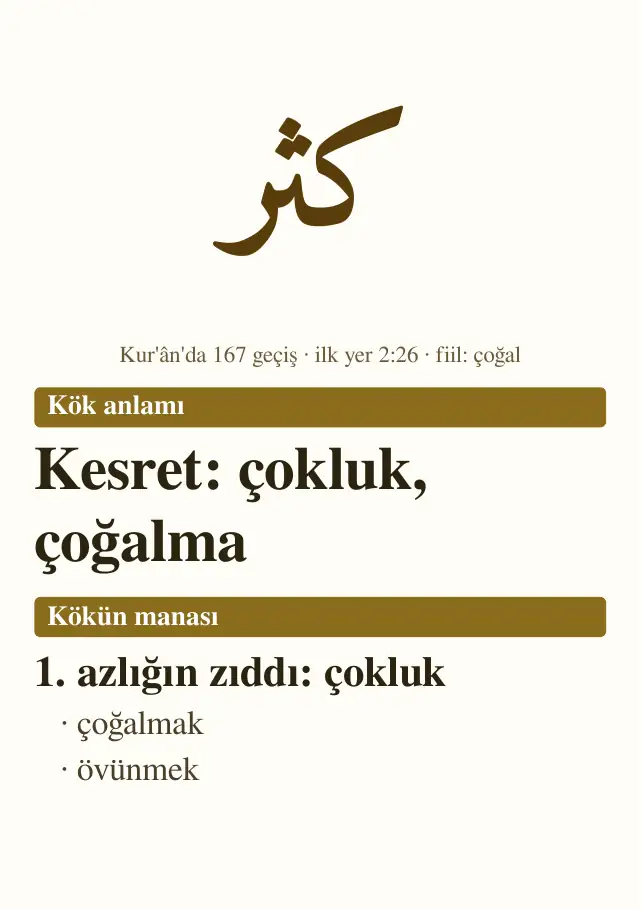 كثر
Kur'ân'da 167 geçiş · ilk yer 2:26 · fiil: çoğal
Kök anlamı
Kesret: çokluk,
çoğalma
Kökün manası
1. azlığın zıddı: çokluk
· çoğalmak
· övünmek